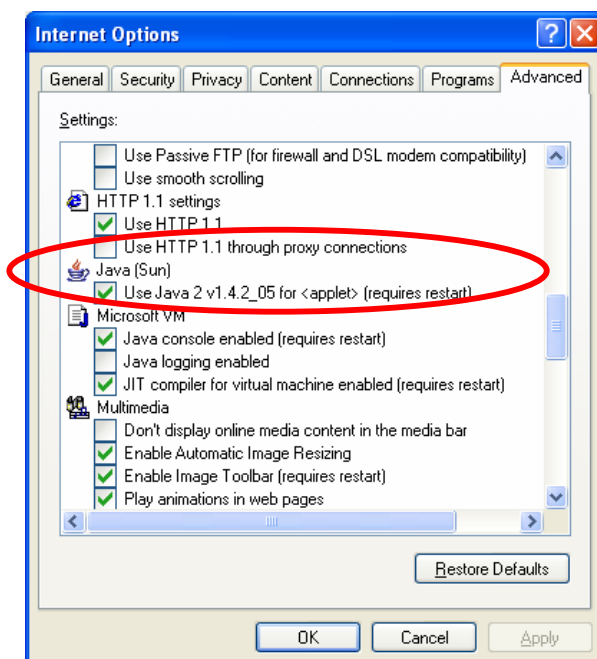 Internet Options
General Security Privacy Content Connections Programs Advanced
Settings:
Use Passive FTP (for firewall and DSL modem compatibility)
Use smooth scrolling
HTTP 1.1 settings
Use HTTP 1.1
Use HTTP 1.1 through proxy connections
Java (Sun)
Use Java 2 v1.4.2_05 for <applet> (requires restart)
Microsoft VM
Java console enabled (requires restart)
Java logging enabled
JIT compiler for virtual machine enabled (requires restart)
Multimedia
Don't display online media content in the media bar
Enable Automatic Image Resizing
Enable Image Toolbar (requires restart)
Play animations in web pages
Restore Defaults
OK Cancel Apply